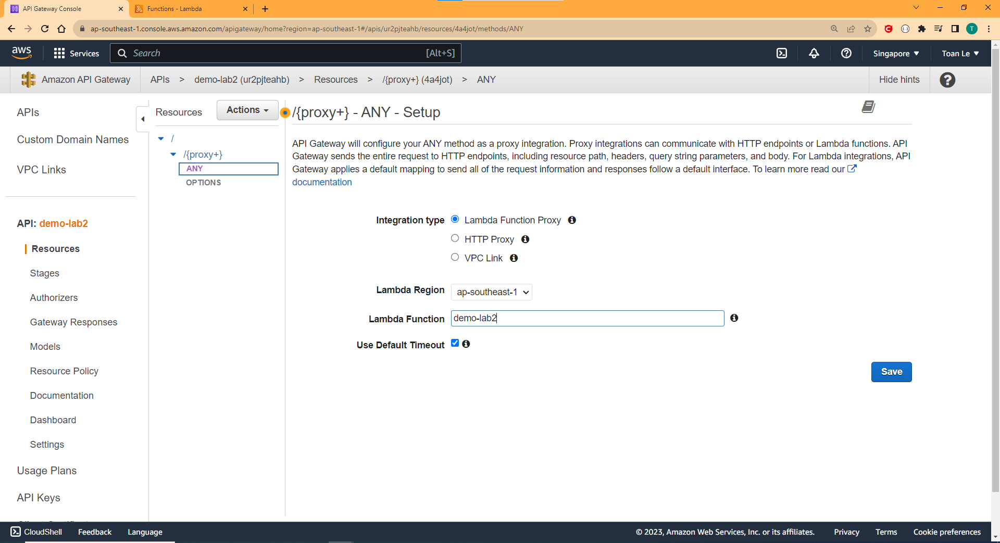 API Gateway Console
Functions - Lambda
ap-southeast-1.console.aws.amazon.com/apigateway/home?region=ap-southeast-1#/apis/ur2pjteahb/resources/4a4jot/methods/ANY
T
aws
Services
Search
[Alt+S]
Singapore
Toan Le
Amazon API Gateway
APIs > demo-lab2 (ur2pjteahb) > Resources > /{proxy+} (4a4jot) > ANY
Hide hints
APIs
Custom Domain Names
VPC Links
API: demo-lab2
Resources
Stages
Authorizers
Gateway Responses
Models
Resource Policy
Documentation
Dashboard
Settings
Usage Plans
API Keys
Resources
Actions
/
/{proxy+}
ANY
OPTIONS
/{proxy+} - ANY - Setup
API Gateway will configure your ANY method as a proxy integration. Proxy integrations can communicate with HTTP endpoints or Lambda functions. API
Gateway sends the entire request to HTTP endpoints, including resource path, headers, query string parameters, and body. For Lambda integrations, API
Gateway applies a default mapping to send all of the request information and responses follow a default interface. To learn more read our
documentation
Integration type
Lambda Function Proxy
HTTP Proxy
VPC Link
Lambda Region
ap-southeast-1
Lambda Function
demo-lab2
Use Default Timeout
Save
CloudShell
Feedback
Language
© 2023, Amazon Web Services, Inc. or its affiliates.
Privacy
Terms
Cookie preferences